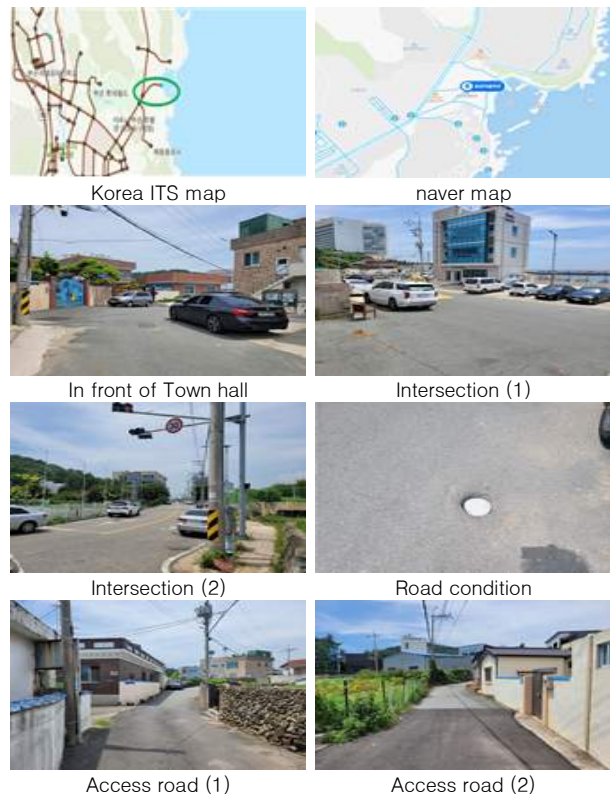 Korea ITS map
naver map
In front of Town hall
Intersection (1)
Intersection (2)
Road condition
Access road (1)
Access road (2)